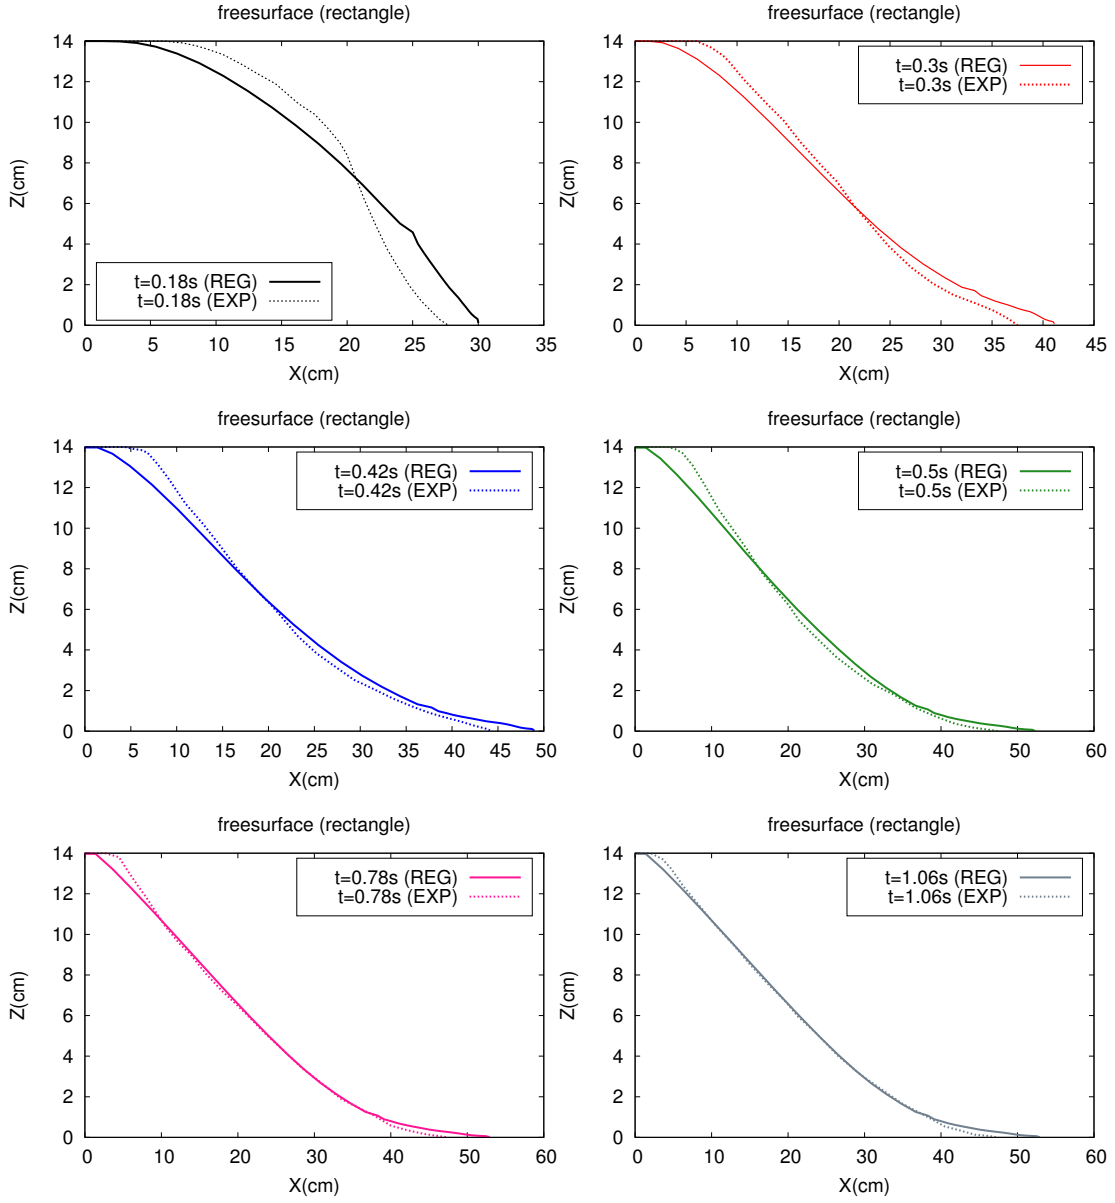 freesurface (rectangle)
14
12
10
8
6
4
2
0
Z(cm)
t=0.18s (REG)
t=0.18s (EXP)
0 5 10 15 20 25 30 35
X(cm)
freesurface (rectangle)
14
12
10
8
6
4
2
0
Z(cm)
t=0.3s (REG)
t=0.3s (EXP)
0 5 10 15 20 25 30 35 40 45
X(cm)
freesurface (rectangle)
14
12
10
8
6
4
2
0
Z(cm)
t=0.42s (REG)
t=0.42s (EXP)
0 5 10 15 20 25 30 35 40 45 50
X(cm)
freesurface (rectangle)
14
12
10
8
6
4
2
0
Z(cm)
t=0.5s (REG)
t=0.5s (EXP)
0 10 20 30 40 50 60
X(cm)
freesurface (rectangle)
14
12
10
8
6
4
2
0
Z(cm)
t=0.78s (REG)
t=0.78s (EXP)
0 10 20 30 40 50 60
X(cm)
freesurface (rectangle)
14
12
10
8
6
4
2
0
Z(cm)
t=1.06s (REG)
t=1.06s (EXP)
0 10 20 30 40 50 60
X(cm)